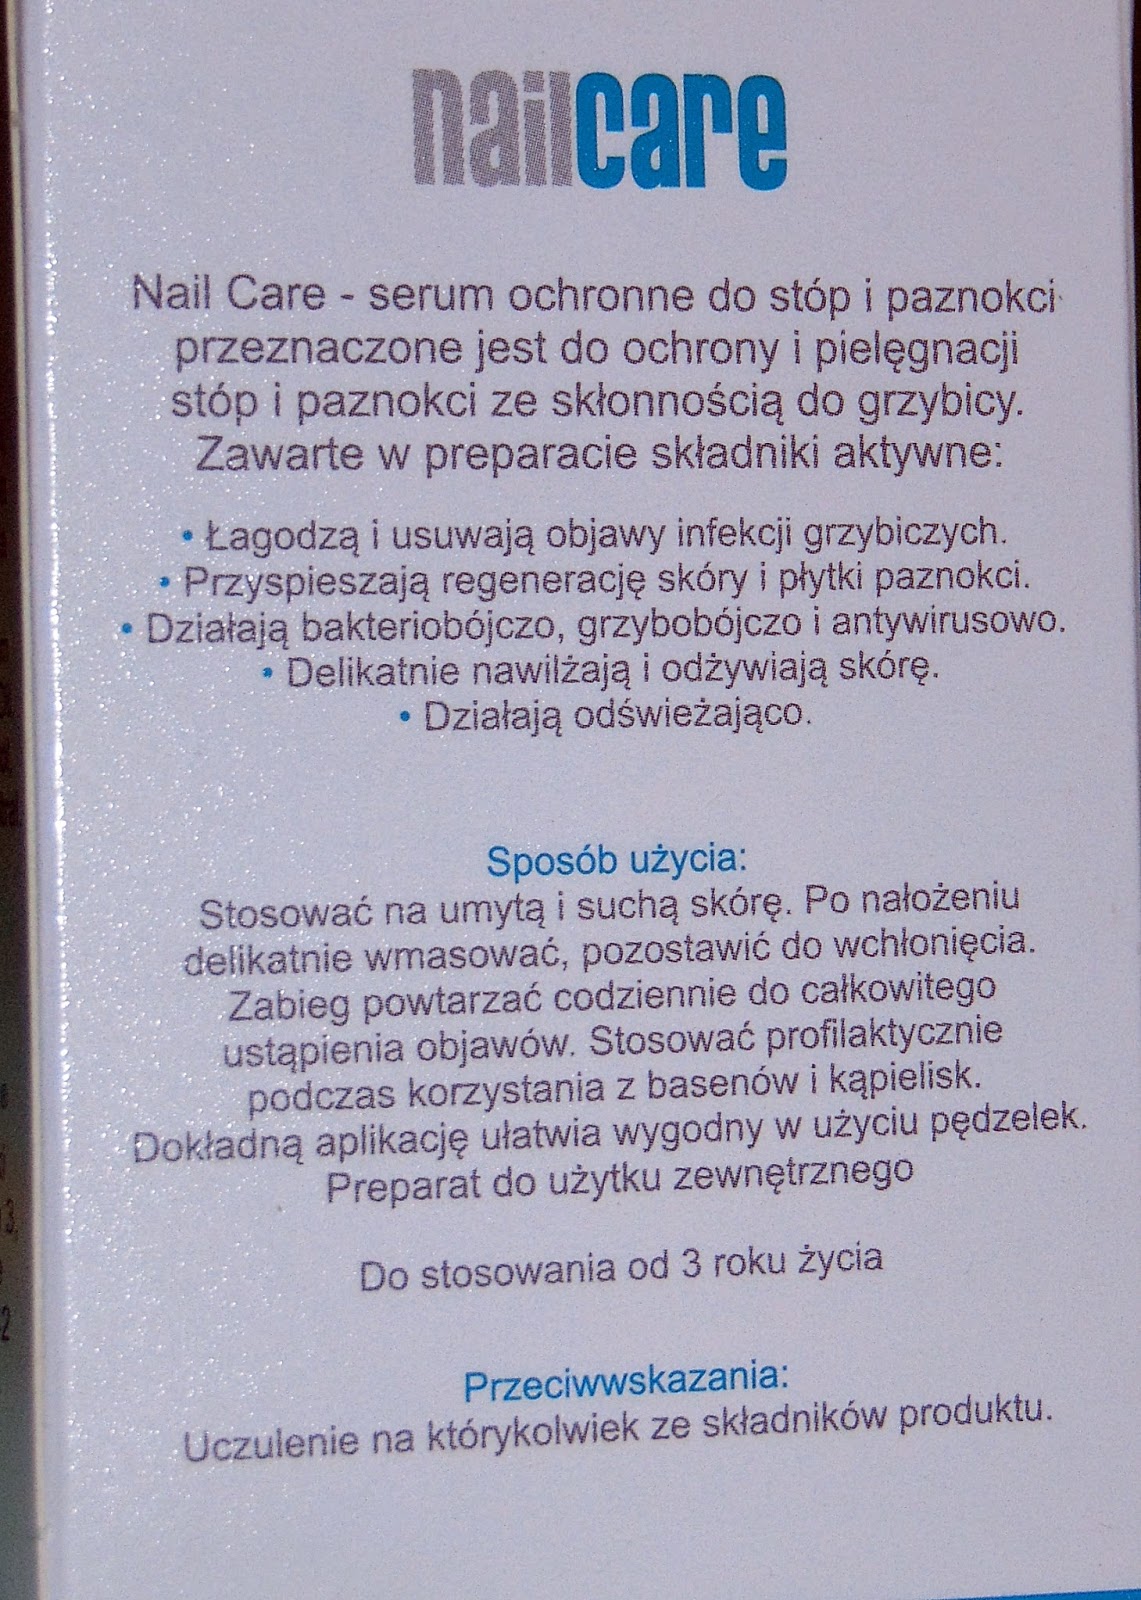 nailcare
Nail Care - serum ochronne do stóp i paznokci
przeznaczone jest do ochrony i pielęgnacji
stóp i paznokci ze skłonnością do grzybicy.
Zawarte w preparacie składniki aktywne:
• Łagodzą i usuwają objawy infekcji grzybiczych.
• Przyspieszają regenerację skóry i płytki paznokci.
• Działają bakteriobójczo, grzybobójczo i antywirusowo.
• Delikatnie nawilżają i odżywiają skórę.
• Działają odświeżająco.
Sposób użycia:
Stosować na umytą i suchą skórę. Po nałożeniu
delikatnie wmasować, pozostawić do wchłonięcia.
Zabieg powtarzać codziennie do całkowitego
ustąpienia objawów. Stosować profilaktycznie
podczas korzystania z basenów i kąpielisk.
Dokładną aplikację ułatwia wygodny w użyciu pędzelek.
Preparat do użytku zewnętrznego
Do stosowania od 3 roku życia
Przeciwwskazania:
Uczulenie na którykolwiek ze składników produktu.